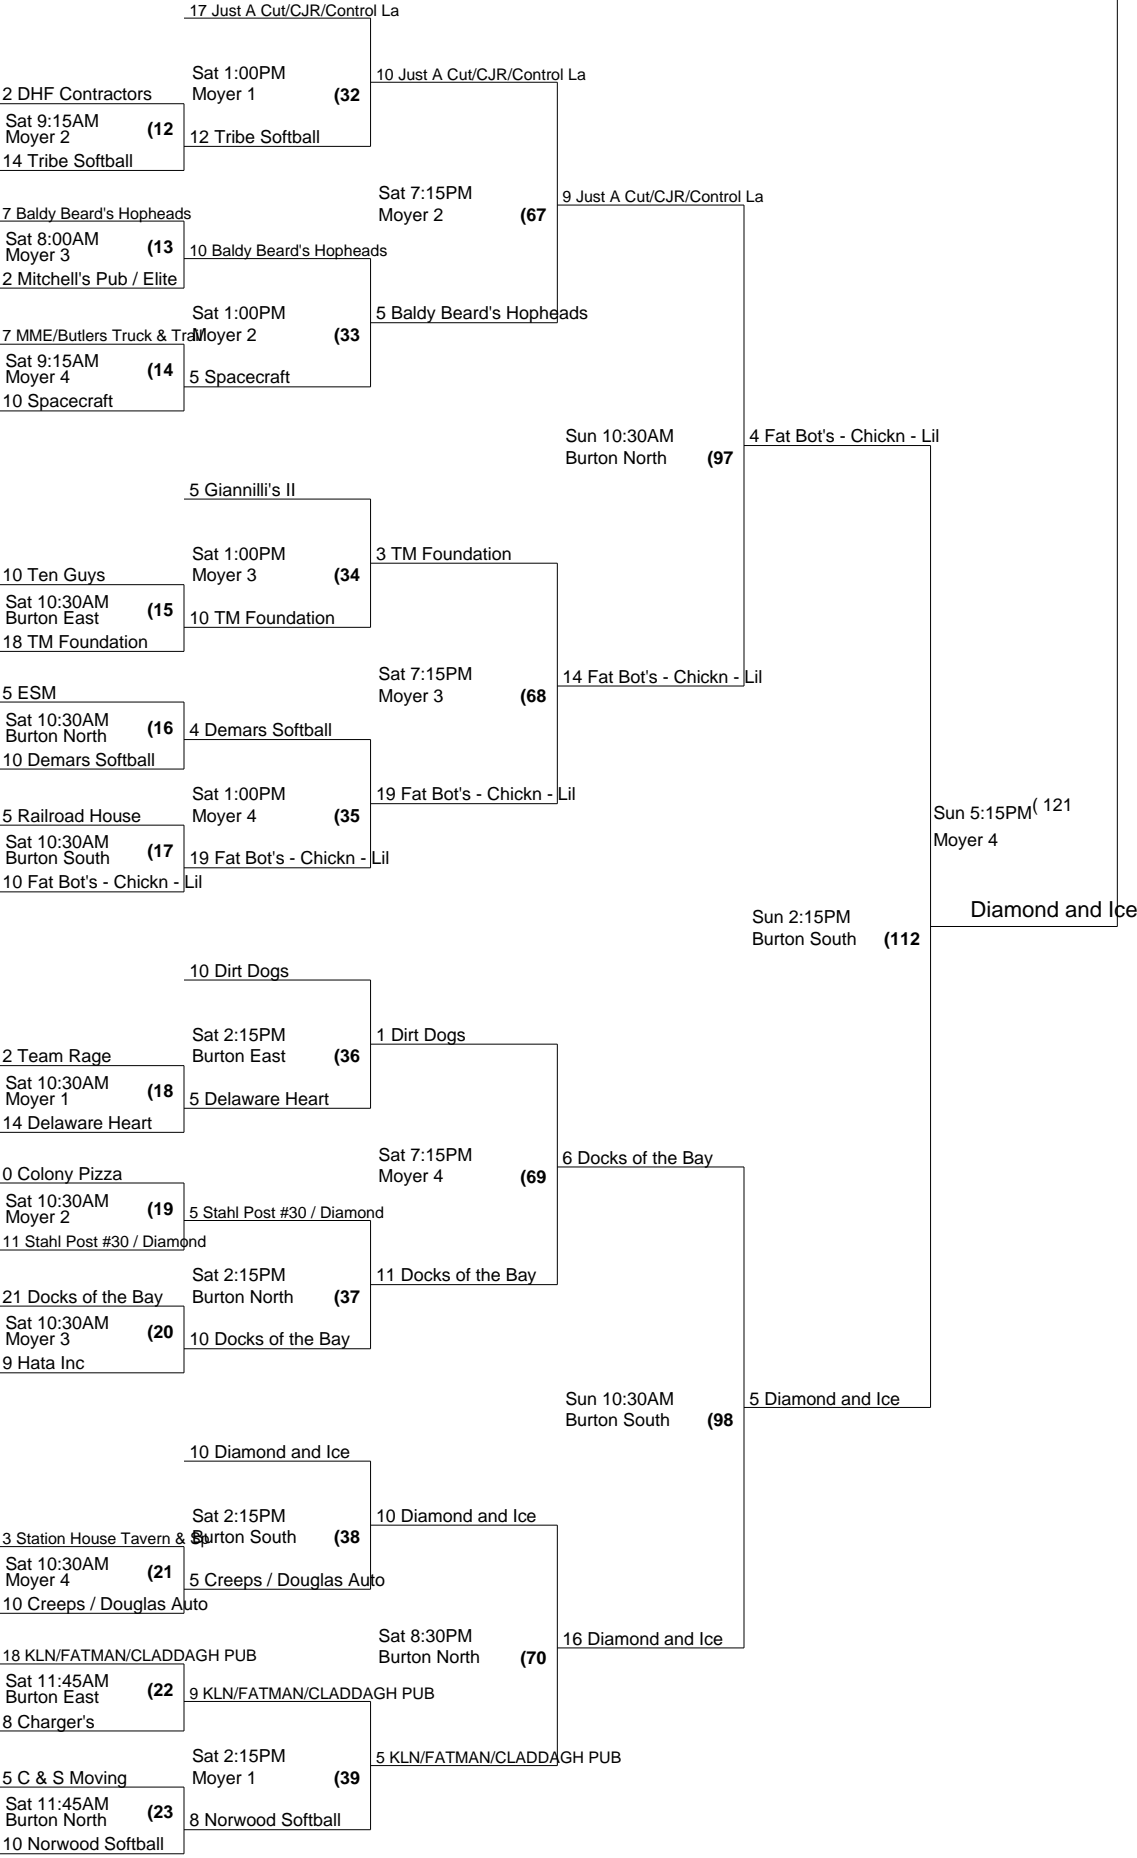 17 Just A Cut/CJR/Control La
Sat 1:00PM
Moyer 1 (32
10 Just A Cut/CJR/Control La
2 DHF Contractors
Sat 9:15AM
Moyer 2 (12
12 Tribe Softball
14 Tribe Softball
Sat 7:15PM
Moyer 2 (67
9 Just A Cut/CJR/Control La
7 Baldy Beard's Hopheads
Sat 8:00AM
Moyer 3 (13
10 Baldy Beard's Hopheads
2 Mitchell's Pub / Elite
Sat 1:00PM
Moyer 2 (33
5 Baldy Beard's Hopheads
7 MME/Butlers Truck & Trail
Sat 9:15AM
Moyer 4 (14
5 Spacecraft
10 Spacecraft
Sun 10:30AM
Burton North (97
4 Fat Bot's - Chickn - Lil
5 Giannilli's II
Sat 1:00PM
Moyer 3 (34
3 TM Foundation
10 Ten Guys
Sat 10:30AM
Burton East (15
10 TM Foundation
18 TM Foundation
Sat 7:15PM
Moyer 3 (68
14 Fat Bot's - Chickn - Lil
5 ESM
Sat 10:30AM
Burton North (16
4 Demars Softball
10 Demars Softball
Sat 1:00PM
Moyer 4 (35
19 Fat Bot's - Chickn - Lil
5 Railroad House
Sat 10:30AM
Burton South (17
19 Fat Bot's - Chickn - Lil
10 Fat Bot's - Chickn - Lil
Sun 5:15PM ( 121
Moyer 4
Diamond and Ice
Sun 2:15PM
Burton South (112
10 Dirt Dogs
Sat 2:15PM
Burton East (36
1 Dirt Dogs
2 Team Rage
Sat 10:30AM
Moyer 1 (18
5 Delaware Heart
14 Delaware Heart
Sat 7:15PM
Moyer 4 (69
6 Docks of the Bay
0 Colony Pizza
Sat 10:30AM
Moyer 2 (19
5 Stahl Post #30 / Diamond
11 Stahl Post #30 / Diamond
Sat 2:15PM
Burton North (37
11 Docks of the Bay
21 Docks of the Bay
Sat 10:30AM
Moyer 3 (20
10 Docks of the Bay
9 Hata Inc
Sun 10:30AM
Burton South (98
5 Diamond and Ice
10 Diamond and Ice
Sat 2:15PM
Burton South (38
10 Diamond and Ice
3 Station House Tavern & Sp
Sat 10:30AM
Moyer 4 (21
5 Creeps / Douglas Auto
10 Creeps / Douglas Auto
Sat 8:30PM
Burton North (70
16 Diamond and Ice
18 KLN/FATMAN/CLADDAGH PUB
Sat 11:45AM
Burton East (22
9 KLN/FATMAN/CLADDAGH PUB
8 Charger's
Sat 2:15PM
Moyer 1 (39
5 KLN/FATMAN/CLADDAGH PUB
5 C & S Moving
Sat 11:45AM
Burton North (23
8 Norwood Softball
10 Norwood Softball